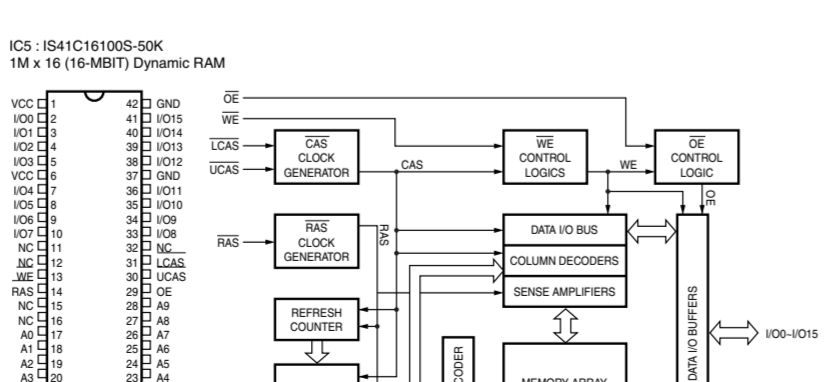 IC5 : IS41C16100S-50K
1M x 16 (16-MBIT) Dynamic RAM
VCC 1 42 GND
I/O0 2 41 I/O15
I/O1 3 40 I/O14
I/O2 4 39 I/O13
I/O3 5 38 I/O12
VCC 6 37 GND
I/O4 7 36 I/O11
I/O5 8 35 I/O10
I/O6 9 34 I/O9
I/O7 10 33 I/O8
NC 11 32 NC
NC 12 31 LCAS
WE 13 30 UCAS
RAS 14 29 OE
NC 15 28 A9
NC 16 27 A8
A0 17 26 A7
A1 18 25 A6
A2 19 24 A5
A3 20 23 A4
OE
WE
LCAS
UCAS
RAS
CAS
CLOCK
GENERATOR
CAS
WE
CONTROL
LOGICS
WE
OE
CONTROL
LOGIC
OE
RAS
CLOCK
GENERATOR
RAS
DATA I/O BUS
COLUMN DECODERS
SENSE AMPLIFIERS
REFRESH
COUNTER
CODER
MEMORY ARRAY
DATA I/O BUFFERS
I/O0~I/O15